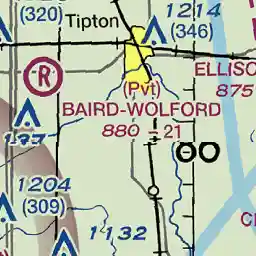 1214
(320)
Tipton
(346)
R
ELLISO
(Pvt)
875
BAIRD-WOLFORD
880 - 21
1204
(309)
1132